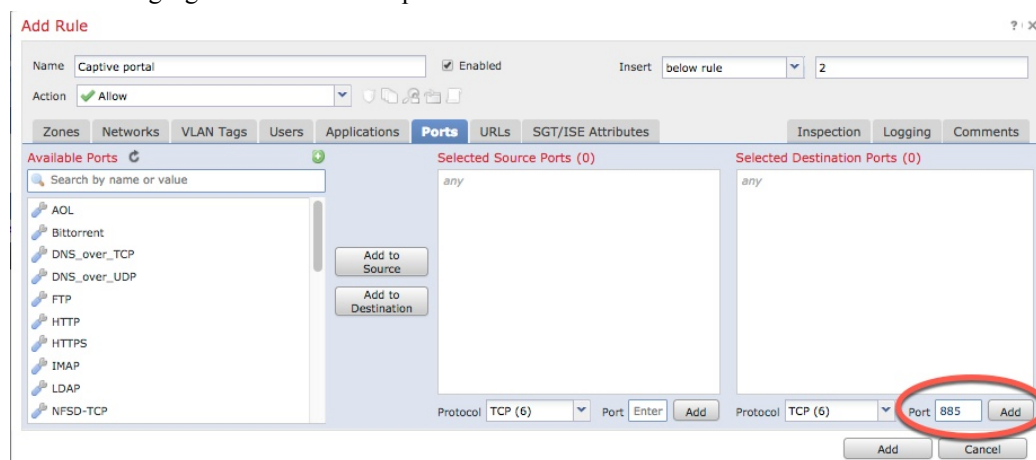 Add Rule
Name Captive portal Enabled Insert below rule 2
Action Allow
Zones Networks VLAN Tags Users Applications Ports URLs SGT/ISE Attributes Inspection Logging Comments
Available Ports Selected Source Ports (0) Selected Destination Ports (0)
Search by name or value any any
AOL
Bittorrent
DNS_over_TCP
DNS_over_UDP
FTP
HTTP
HTTPS
IMAP
LDAP
NFSD-TCP
Add to Source
Add to Destination
Protocol TCP (6) Port Enter Add Protocol TCP (6) Port 885 Add
Add Cancel